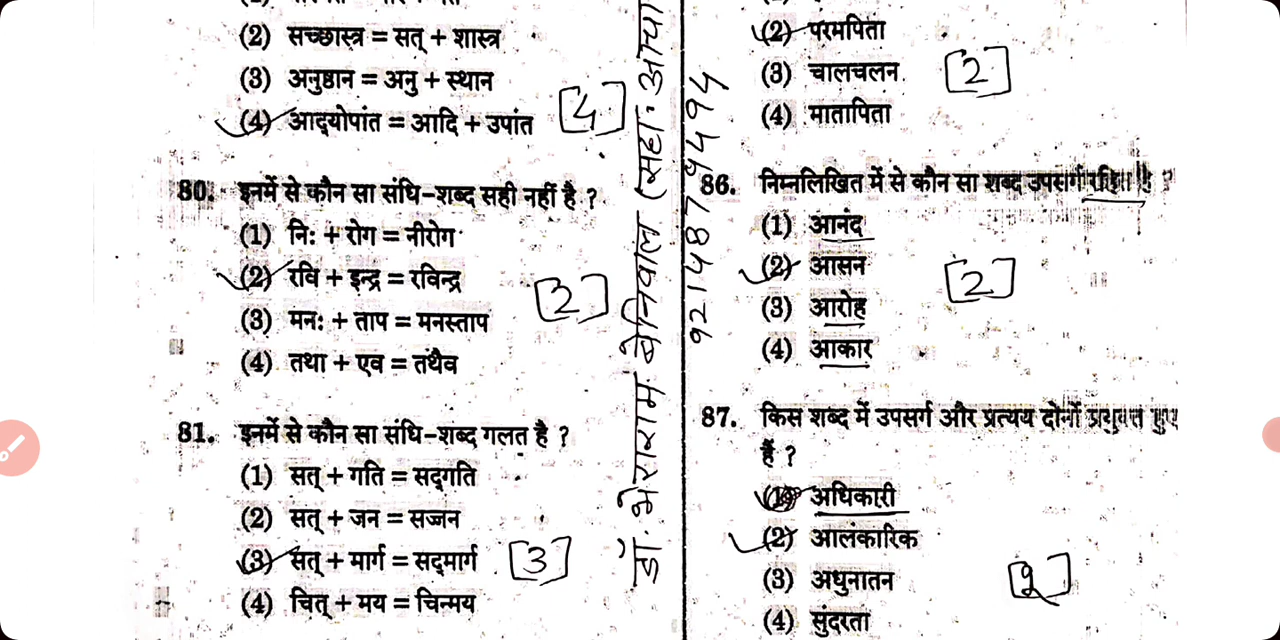 (2) सच्छास्त्र = सत् + शास्त्र
(3) अनुष्ठान = अनु + स्थान
(4) आद्योपांत = आदि + उपांत
[4]
80. इनमें से कौन सा संधि-शब्द सही नहीं है ?
(1) निः + रोग = नीरोग
(2) रवि + इन्द्र = रविन्द्र
[2]
(3) मनः + ताप = मनस्ताप
(4) तथा + एव = तथैव
81. इनमें से कौन सा संधि-शब्द गलत है ?
(1) सत् + गति = सद्गति
(2) सत् + जन = सज्जन
(3) सत् + मार्ग = सद्मार्ग
[3]
(4) चित् + मय = चिन्मय
डॉ. भैराराम बेनिवाल (सहा. आचा
9214879494
(2) परमपिता
(3) चालचलन
[2]
(4) मातापिता
86. निम्नलिखित में से कौन सा शब्द उपसर्ग रहित है ?
(1) आनंद
(2) आसन
[2]
(3) आरोह
(4) आकार
87. किस शब्द में उपसर्ग और प्रत्यय दोनों प्रयुक्त हुए
हैं ?
(1) अधिकारी
(2) आलंकारिक
(3) अधुनातन
[2]
(4) सुंदरता